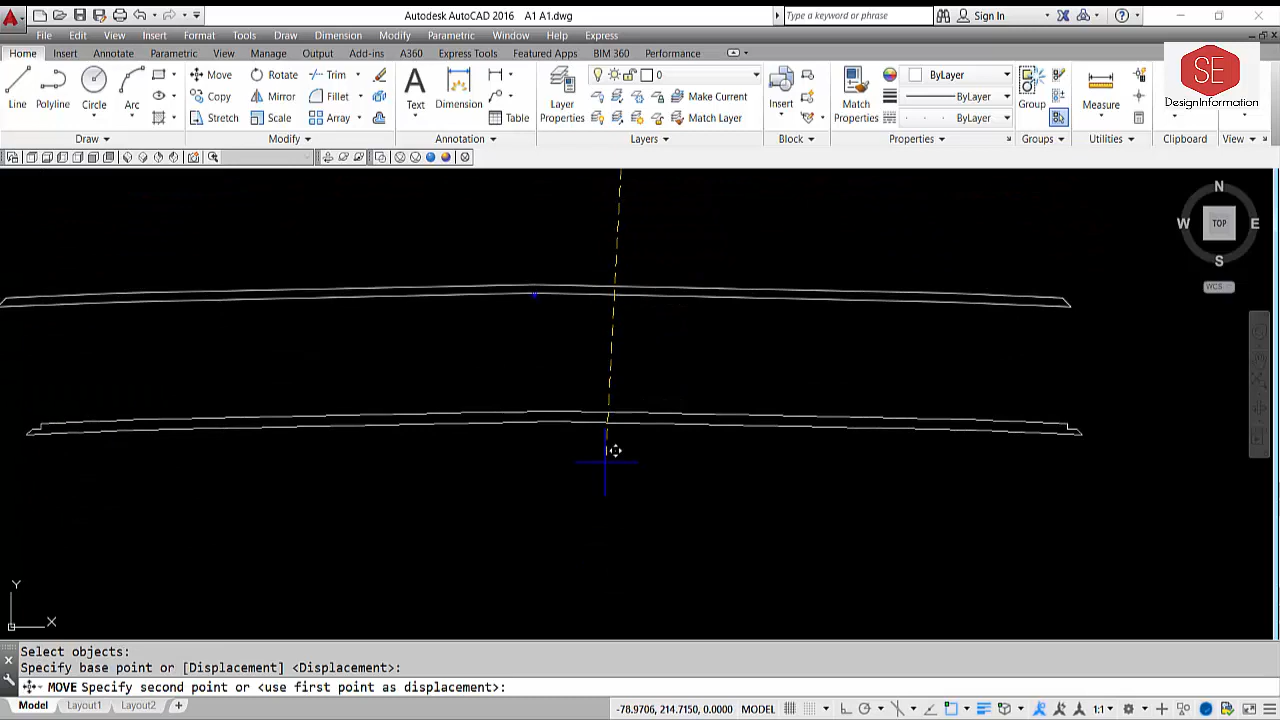 Autodesk AutoCAD 2016 A1 A1.dwg
Type a keyword or phrase
Sign In
File Edit View Insert Format Tools Draw Dimension Modify Parametric Window Help Express
Home Insert Annotate Parametric View Manage Output Add-ins A360 Express Tools Featured Apps BIM 360 Performance
SE
DesignInformation
Line Polyline Circle Arc
Move Rotate Trim
Copy Mirror Fillet
Stretch Scale Array
Text Dimension Table
Layer Properties
0
Make Current
Match Layer
Insert
Match Properties
ByLayer
ByLayer
ByLayer
Group
Measure
Draw Modify Annotation Layers Block Properties Groups Utilities Clipboard View
N
W TOP E
S
WCS
Y
X
Select objects:
Specify base point or [Displacement] <Displacement>:
MOVE Specify second point or <use first point as displacement>:
Model Layout1 Layout2 +
-78.9706, 214.7150, 0.0000 MODEL
1:1